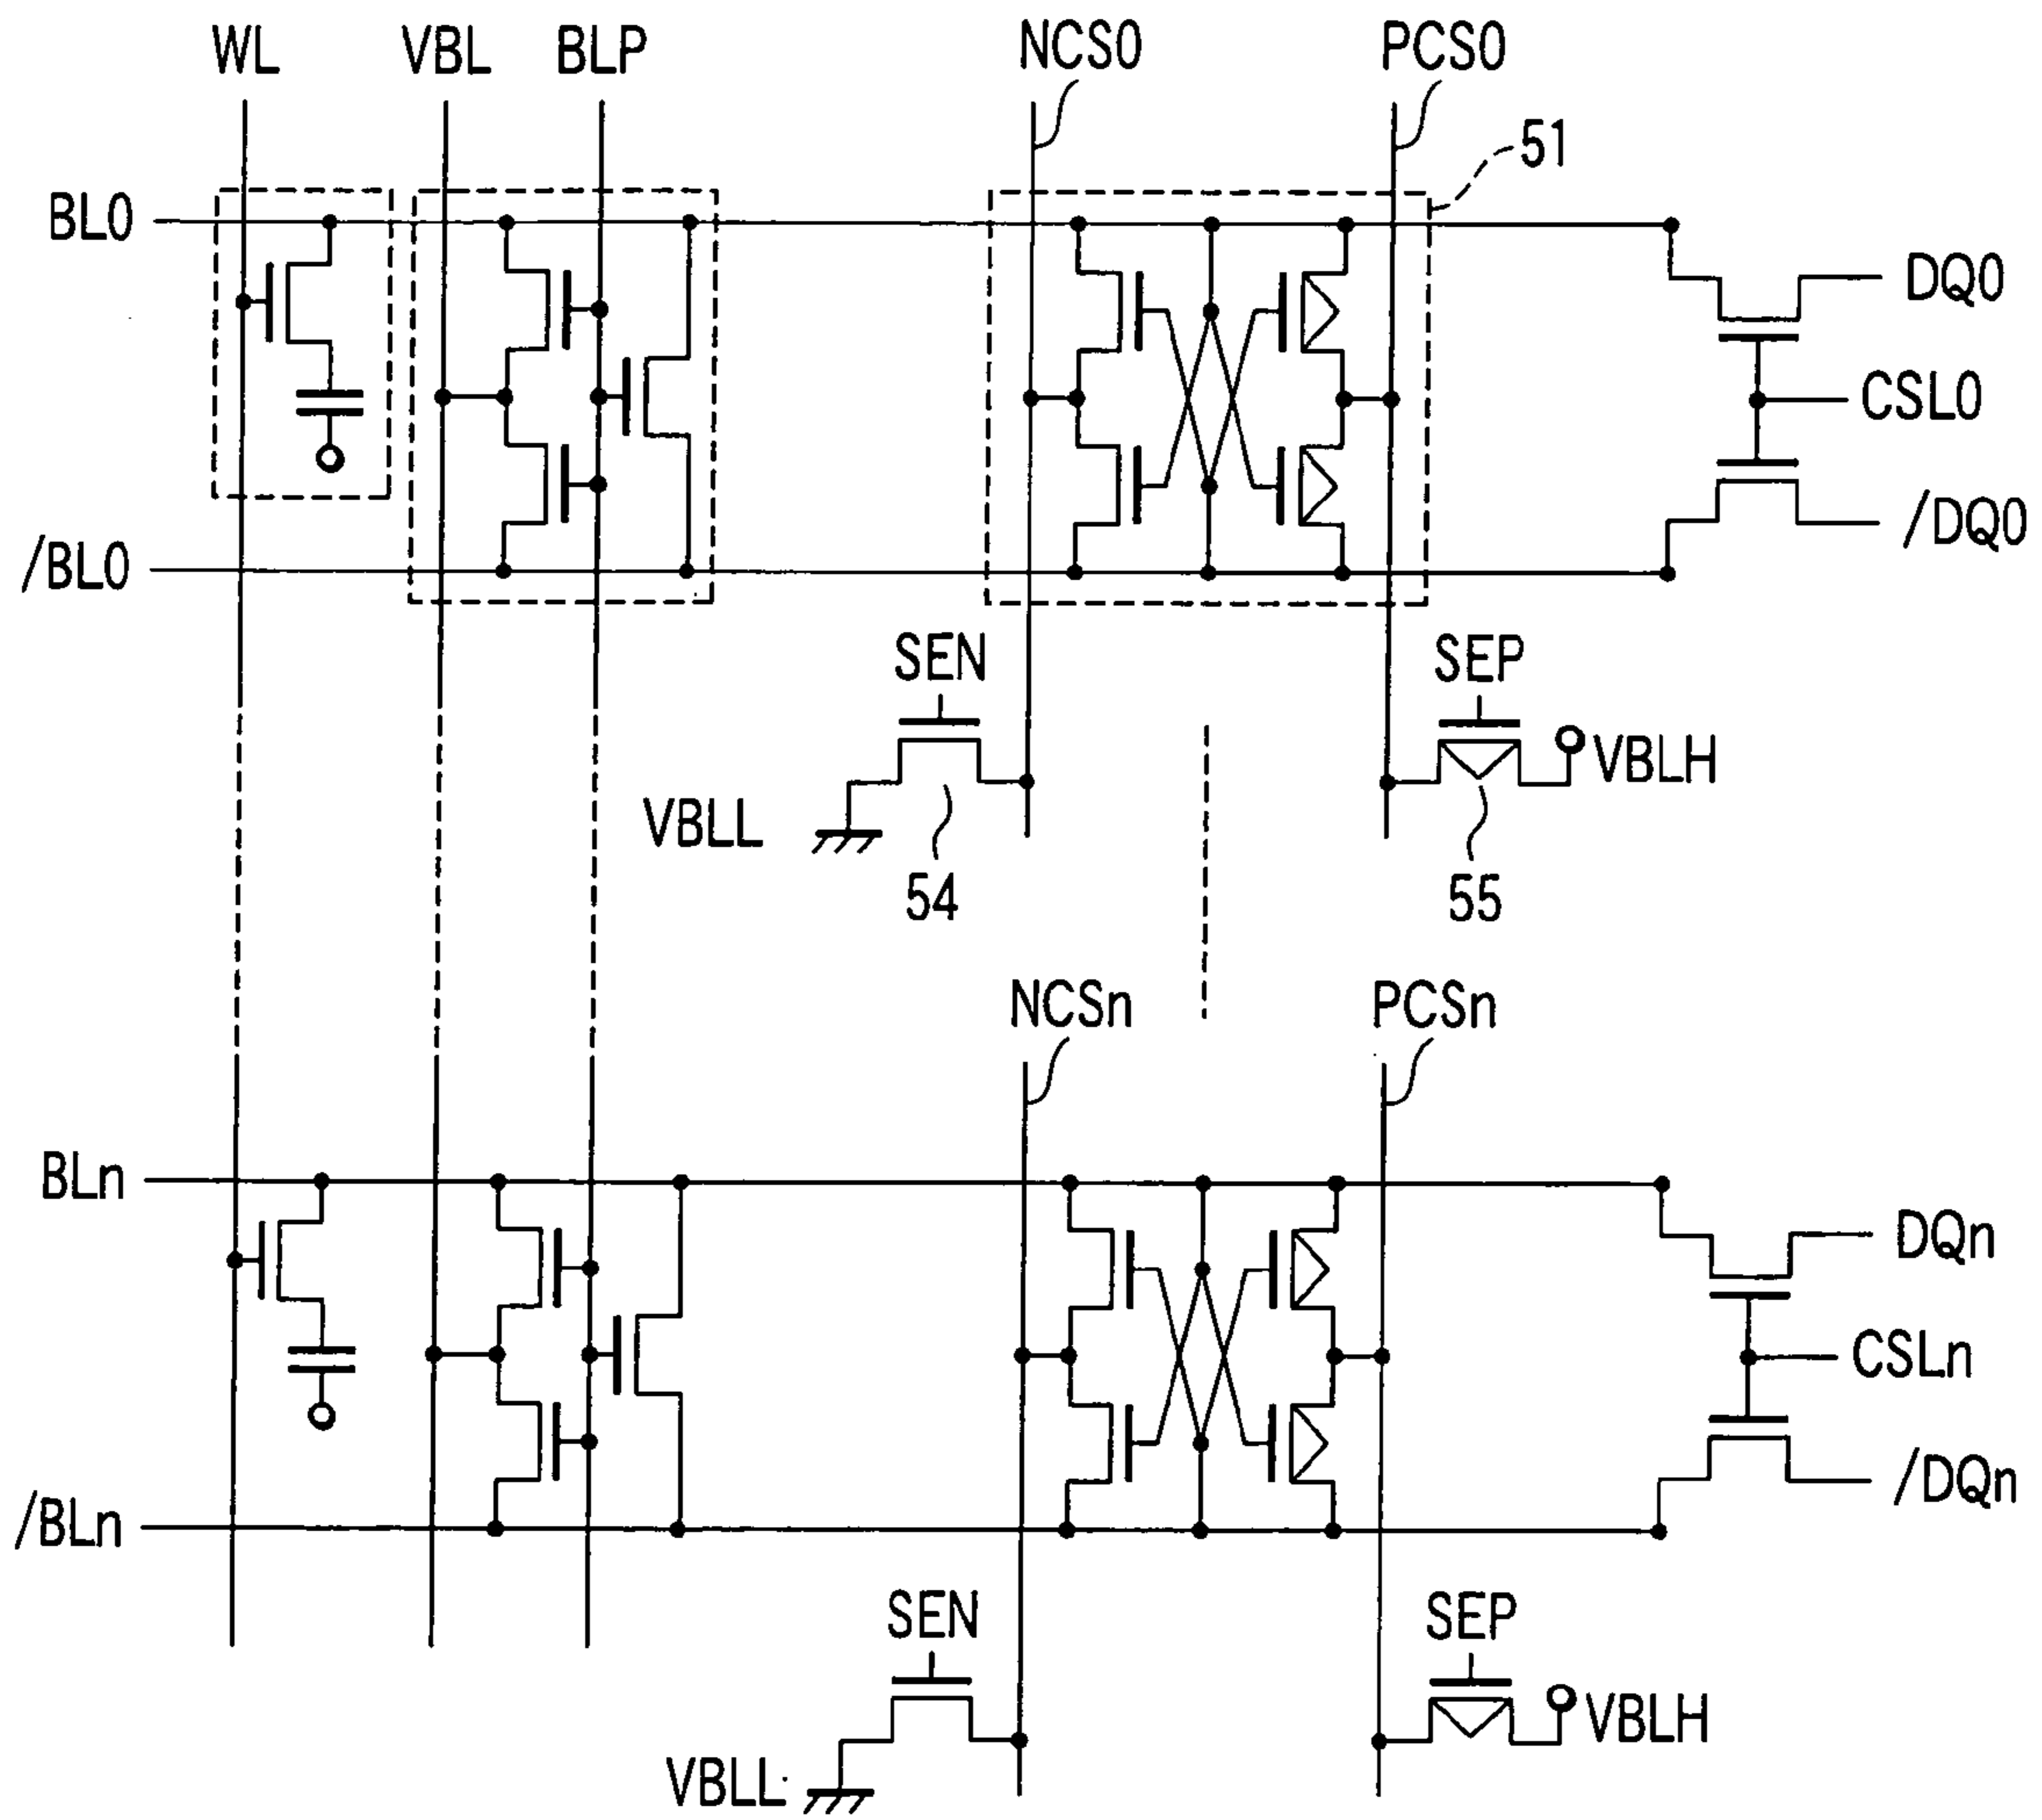 WL VBL BLP NCS0 PCS0
51
BL0
DQ0
CSL0
/DQ0
/BL0
SEN SEP
VBLL VBLH
54 55
NCSn PCSn
BLn
DQn
CSLn
/DQn
/BLn
SEN SEP
VBLL VBLH